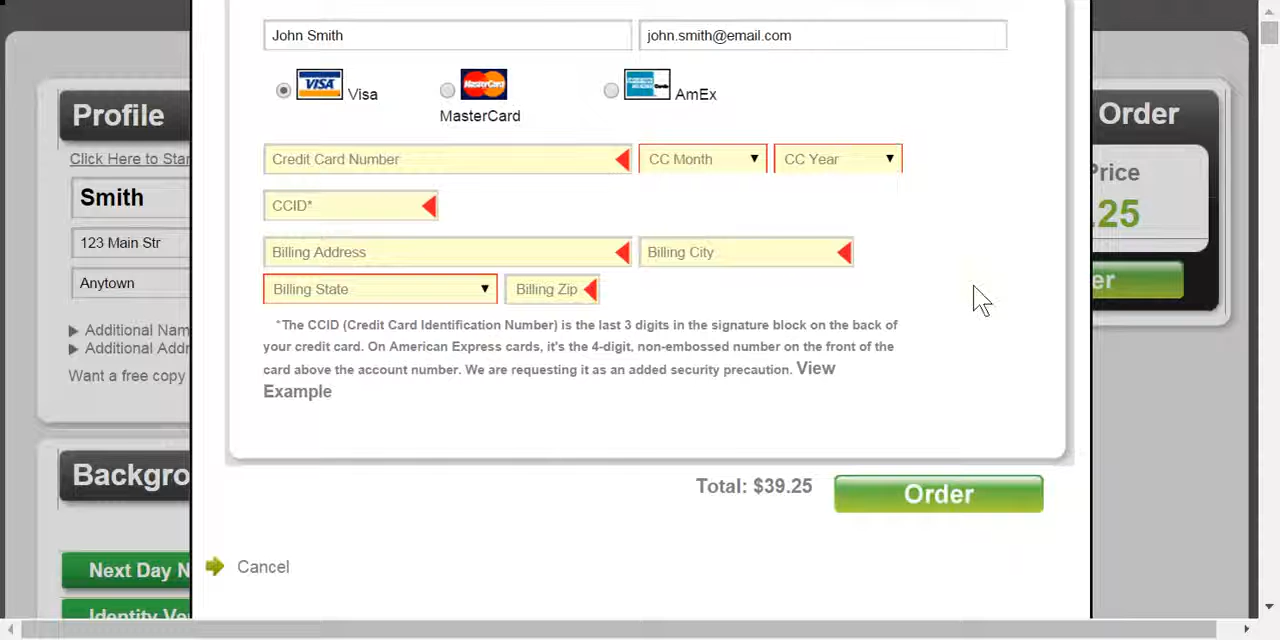 John Smith
john.smith@email.com
VISA Visa
MasterCard
MasterCard
AmEx
Credit Card Number
CC Month
CC Year
CCID*
Billing Address
Billing City
Billing State
Billing Zip
*The CCID (Credit Card Identification Number) is the last 3 digits in the signature block on the back of
your credit card. On American Express cards, it's the 4-digit, non-embossed number on the front of the
card above the account number. We are requesting it as an added security precaution. View
Example
Total: $39.25
Order
Cancel
Profile
Click Here to Star
Smith
123 Main Str
Anytown
Additional Nam
Additional Addr
Want a free copy
Backgro
Next Day N
Identity Ve
Order
Price
.25
er